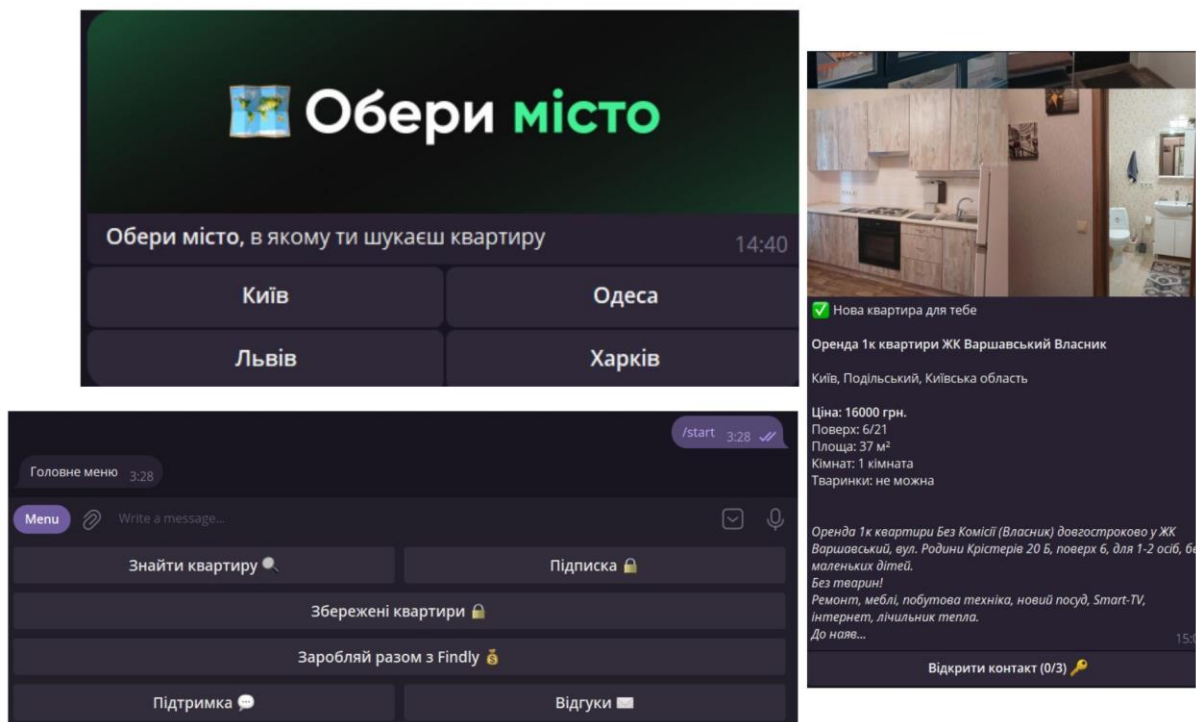 🗺️ Обери місто
Обери місто, в якому ти шукаєш квартиру 14:40
Київ Одеса
Львів Харків
/start 3:28
Головне меню 3:28
Menu Write a message...
Знайти квартиру🔍 Підписка 🔒
Збережені квартири 🔒
Заробляй разом з Findly 💰
Підтримка 💬 Відгуки ✉️
✅ Нова квартира для тебе
Оренда 1к квартири ЖК Варшавський Власник
Київ, Подільський, Київська область
Ціна: 16000 грн.
Поверх: 6/21
Площа: 37 м²
Кімнат: 1 кімната
Тваринки: не можна
Оренда 1к квартири Без Комісії (Власник) довгостроково у ЖК
Варшавський, вул. Родини Крістерів 20 Б, поверх 6, для 1-2 осіб,
маленьких дітей.
Без тварин!
Ремонт, меблі, побутова техніка, новий посуд, Smart-TV,
інтернет, лічильник тепла.
До наяв...
Відкрити контакт (0/3) 🔑